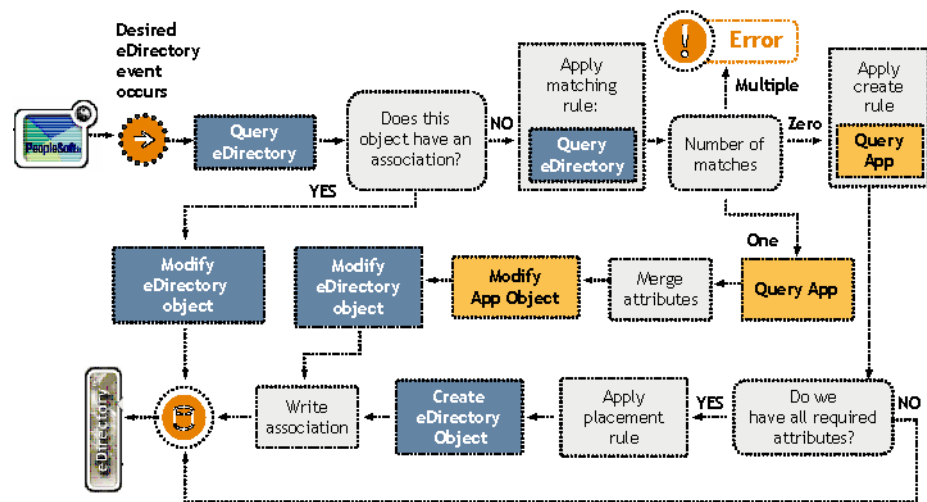 Desired
eDirectory
event
occurs
PeopleSoft
Query
eDirectory
Does this
object have an
association?
NO
YES
Apply
matching
rule:
Query
eDirectory
Number of
matches
Multiple
Error
Zero
Apply
create
rule
Query
App
One
Query App
Merge
attributes
Modify
App Object
Modify
eDirectory
object
Modify
eDirectory
object
Do we
have all required
attributes?
NO
YES
Apply
placement
rule
Create
eDirectory
Object
Write
association
eDirectory